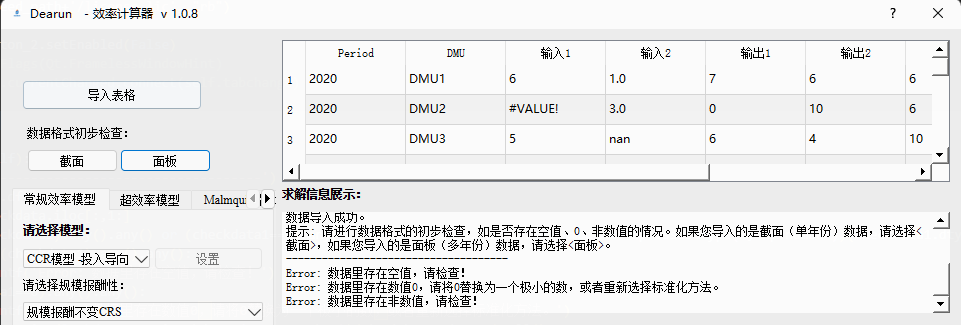 Dearun - 效率计算器 v 1.0.8
导入表格
数据格式初步检查：
截面 面板
常规效率模型 超效率模型 Malmqu
请选择模型：
CCR模型-投入导向 设置
请选择规模报酬性：
规模报酬不变CRS
Period DMU 输入1 输入2 输出1 输出2
1 2020 DMU1 6 1.0 7 6 6
2 2020 DMU2 #VALUE! 3.0 0 10 6
3 2020 DMU3 5 nan 6 4 10
求解信息展示：
数据导入成功。
提示：请进行数据格式的初步检查，如是否存在空值、0、非数值的情况。如果您导入的是截面（单年份）数据，请选择<
截面>，如果您导入的是面板（多年份）数据，请选择<面板>。
------------------------------------
Error: 数据里存在空值，请检查！
Error: 数据里存在数值0，请将0替换为一个极小的数，或者重新选择标准化方法。
Error: 数据里存在非数值，请检查！